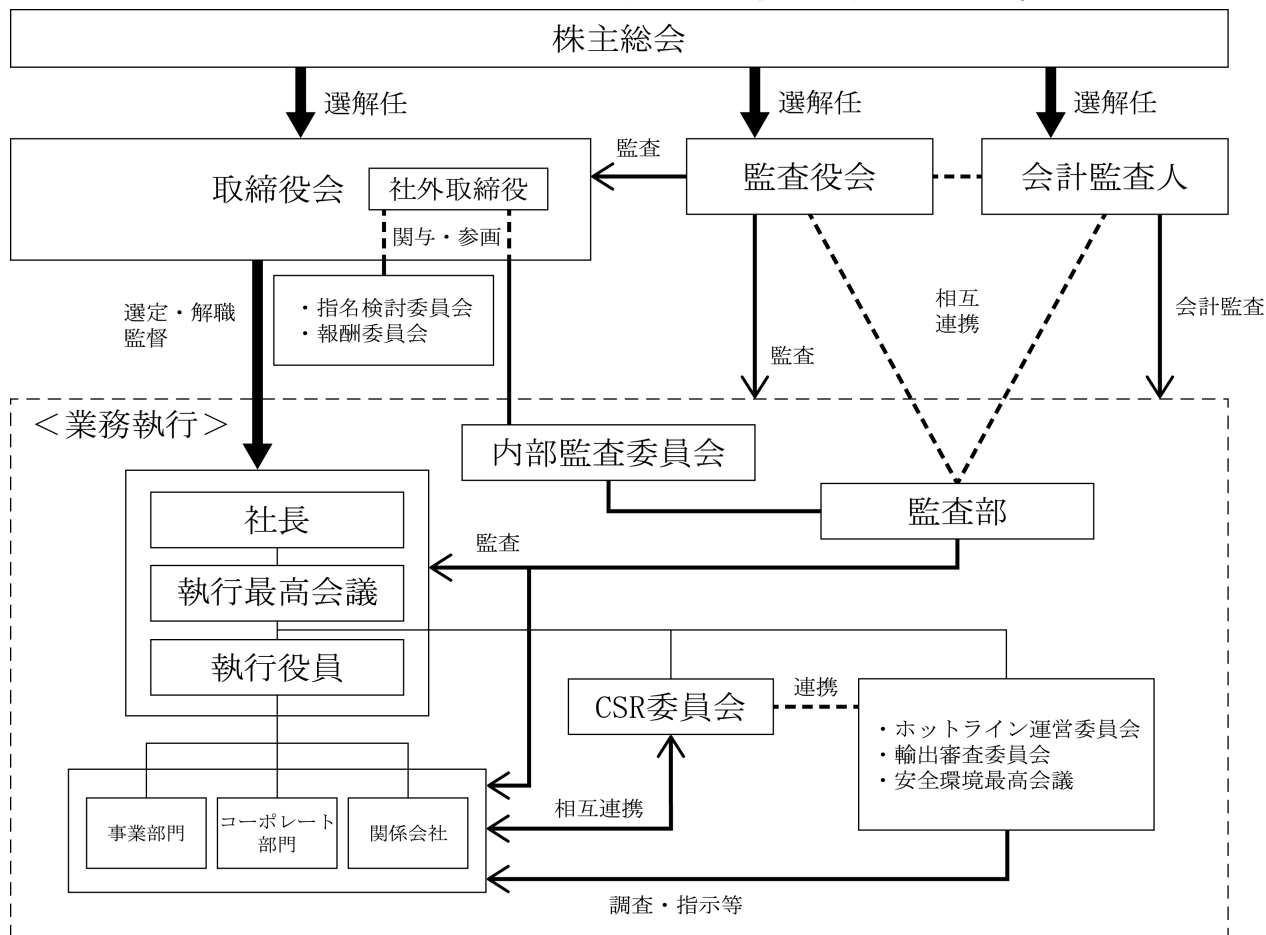 株主総会
選解任
選解任
選解任
取締役会
社外取締役
監査
監査役会
会計監査人
関与・参画
選定・解職
監督
・指名検討委員会
・報酬委員会
監査
相互
連携
会計監査
＜業務執行＞
内部監査委員会
監査部
社長
監査
執行最高会議
執行役員
CSR委員会
連携
・ホットライン運営委員会
・輸出審査委員会
・安全環境最高会議
事業部門
コーポレート
部門
関係会社
相互連携
調査・指示等